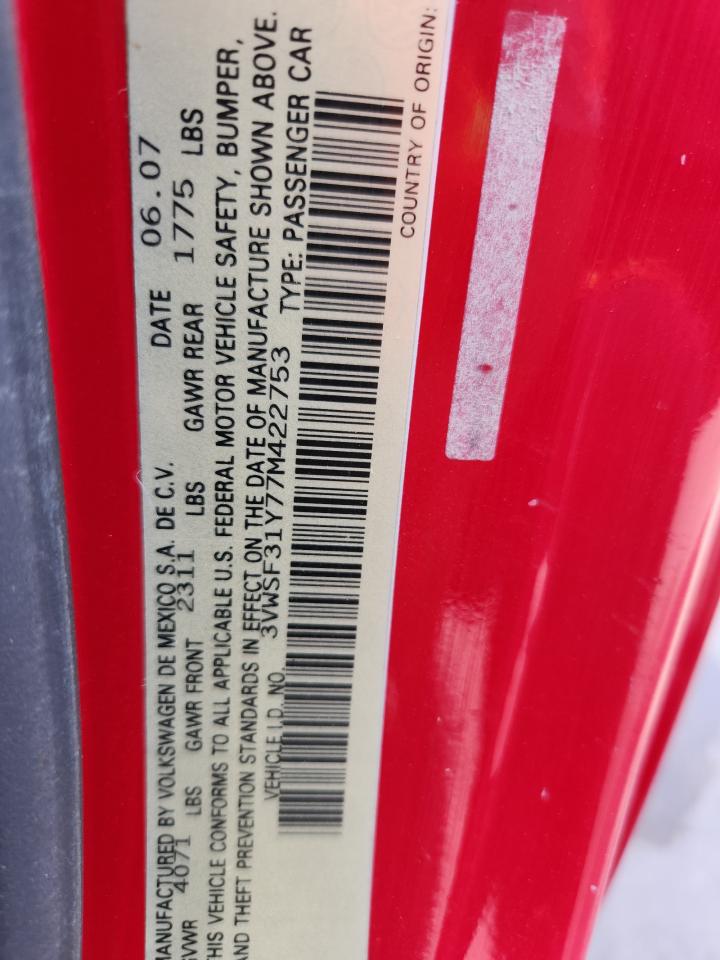 MANUFACTURED BY VOLKSWAGEN DE MEXICO S.A. DE C.V. DATE 06.07
GVWR 4071 LBS GAWR FRONT 2311 LBS GAWR REAR 1775 LBS
THIS VEHICLE CONFORMS TO ALL APPLICABLE U.S. FEDERAL MOTOR VEHICLE SAFETY, BUMPER,
AND THEFT PREVENTION STANDARDS IN EFFECT ON THE DATE OF MANUFACTURE SHOWN ABOVE.
VEHICLE I.D. NO. 3VWSF31Y77M422753 TYPE: PASSENGER CAR
COUNTRY OF ORIGIN: